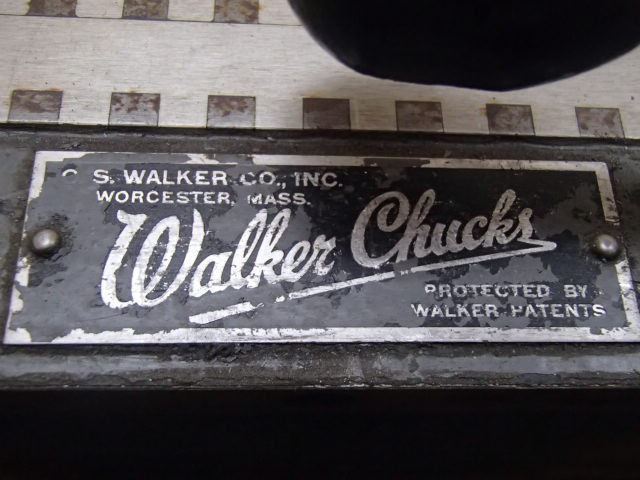 S. WALKER CO., INC.
WORCESTER, MASS.
Walker Chucks
PROTECTED BY
WALKER PATENTS